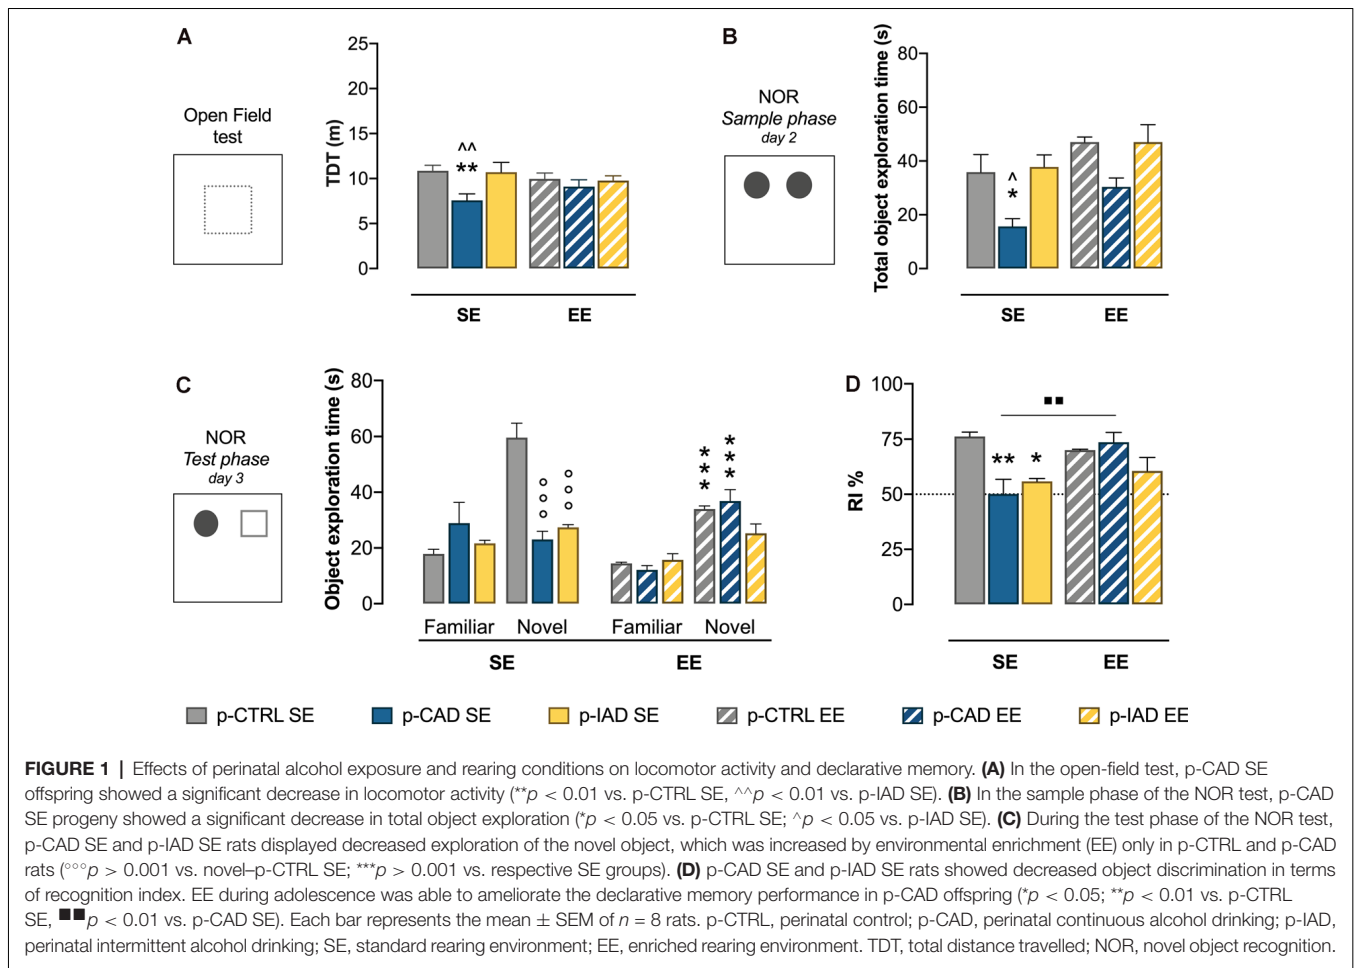 A
Open Field
test
TDT (m)
25
20
15
10
5
0
^^
**
SE
EE
B
NOR
Sample phase
day 2
Total object exploration time (s)
80
60
40
20
0
^
*
SE
EE
C
NOR
Test phase
day 3
Object exploration time (s)
80
60
40
20
0
°°°
°°°
***
***
Familiar
Novel
Familiar
Novel
SE
EE
D
RI %
100
75
50
25
0
■■
**
*
SE
EE
p-CTRL SE
p-CAD SE
p-IAD SE
p-CTRL EE
p-CAD EE
p-IAD EE
FIGURE 1 | Effects of perinatal alcohol exposure and rearing conditions on locomotor activity and declarative memory. (A) In the open-field test, p-CAD SE
offspring showed a significant decrease in locomotor activity (**p < 0.01 vs. p-CTRL SE, ^^p < 0.01 vs. p-IAD SE). (B) In the sample phase of the NOR test, p-CAD
SE progeny showed a significant decrease in total object exploration (*p < 0.05 vs. p-CTRL SE; ^p < 0.05 vs. p-IAD SE). (C) During the test phase of the NOR test,
p-CAD SE and p-IAD SE rats displayed decreased exploration of the novel object, which was increased by environmental enrichment (EE) only in p-CTRL and p-CAD
rats (°°°p > 0.001 vs. novel–p-CTRL SE; ***p > 0.001 vs. respective SE groups). (D) p-CAD SE and p-IAD SE rats showed decreased object discrimination in terms
of recognition index. EE during adolescence was able to ameliorate the declarative memory performance in p-CAD offspring (*p < 0.05; **p < 0.01 vs. p-CTRL
SE, ■■p < 0.01 vs. p-CAD SE). Each bar represents the mean ± SEM of n = 8 rats. p-CTRL, perinatal control; p-CAD, perinatal continuous alcohol drinking; p-IAD,
perinatal intermittent alcohol drinking; SE, standard rearing environment; EE, enriched rearing environment. TDT, total distance travelled; NOR, novel object recognition.